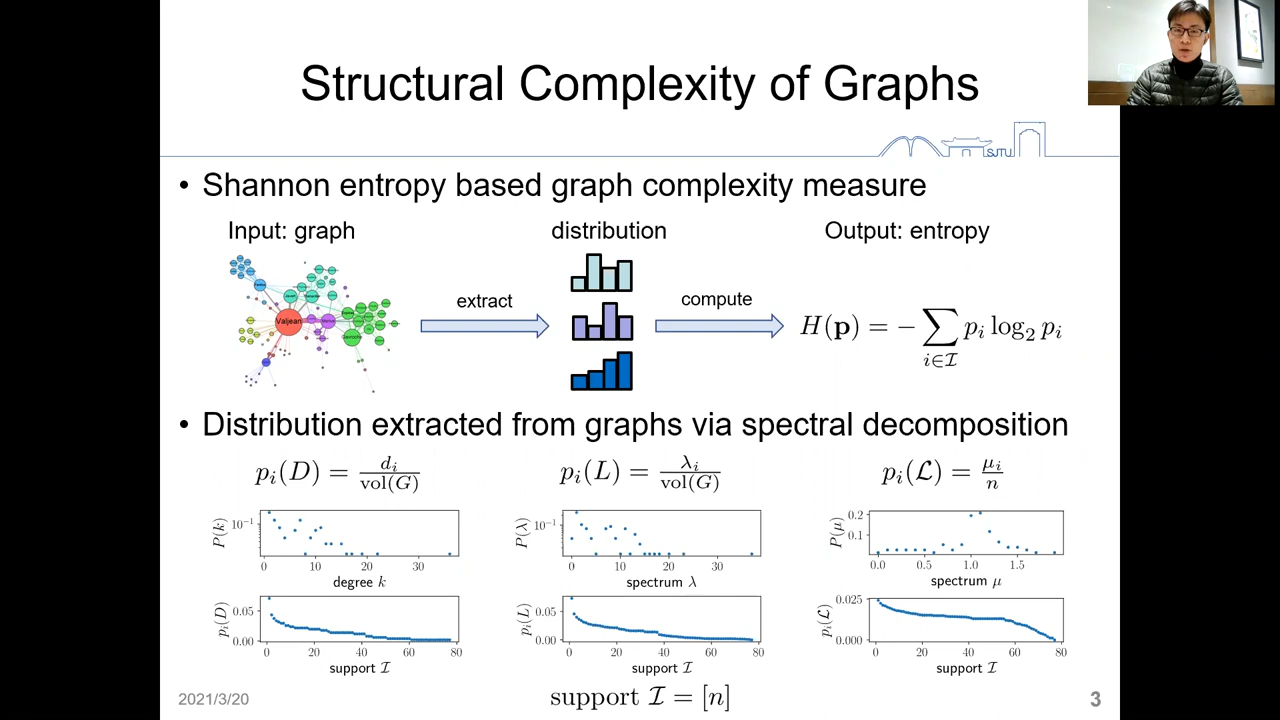 Structural Complexity of Graphs
SJTU
• Shannon entropy based graph complexity measure
Input: graph
distribution
Output: entropy
Valjean
extract
compute
H(p) = − ∑_{i∈ℐ} p_i log_2 p_i
• Distribution extracted from graphs via spectral decomposition
p_i(D) = d_i / vol(G)
p_i(L) = λ_i / vol(G)
p_i(ℒ) = μ_i / n
P(k)
10^{-1}
0 10 20 30
degree k
P(λ)
10^{-1}
0 10 20 30
spectrum λ
P(μ)
0.2
0.1
0.0 0.5 1.0 1.5
spectrum μ
p_i(D)
0.05
0.00
0 20 40 60 80
support ℐ
p_i(L)
0.05
0.00
0 20 40 60 80
support ℐ
p_i(ℒ)
0.025
0.000
0 20 40 60 80
support ℐ
2021/3/20
support ℐ = [n]
3